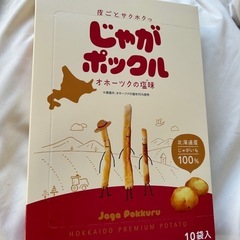 皮ごとサクホクっ
じゃが
ポックル
オホーツクの塩味
北海道産
じゃがいも
100%
Jaga Pokkuru
HOKKAIDO PREMIUM POTATO
10袋入